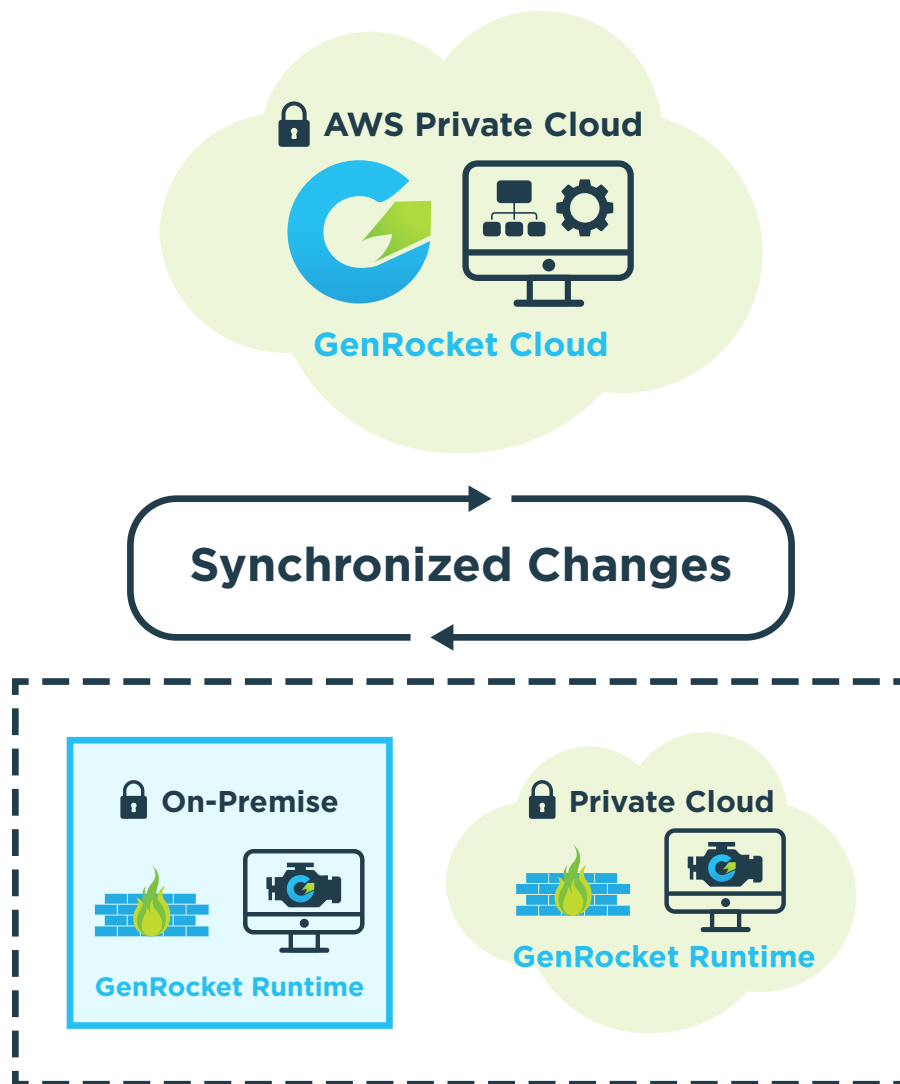 AWS Private Cloud
GenRocket Cloud
Synchronized Changes
On-Premise
GenRocket Runtime
Private Cloud
GenRocket Runtime